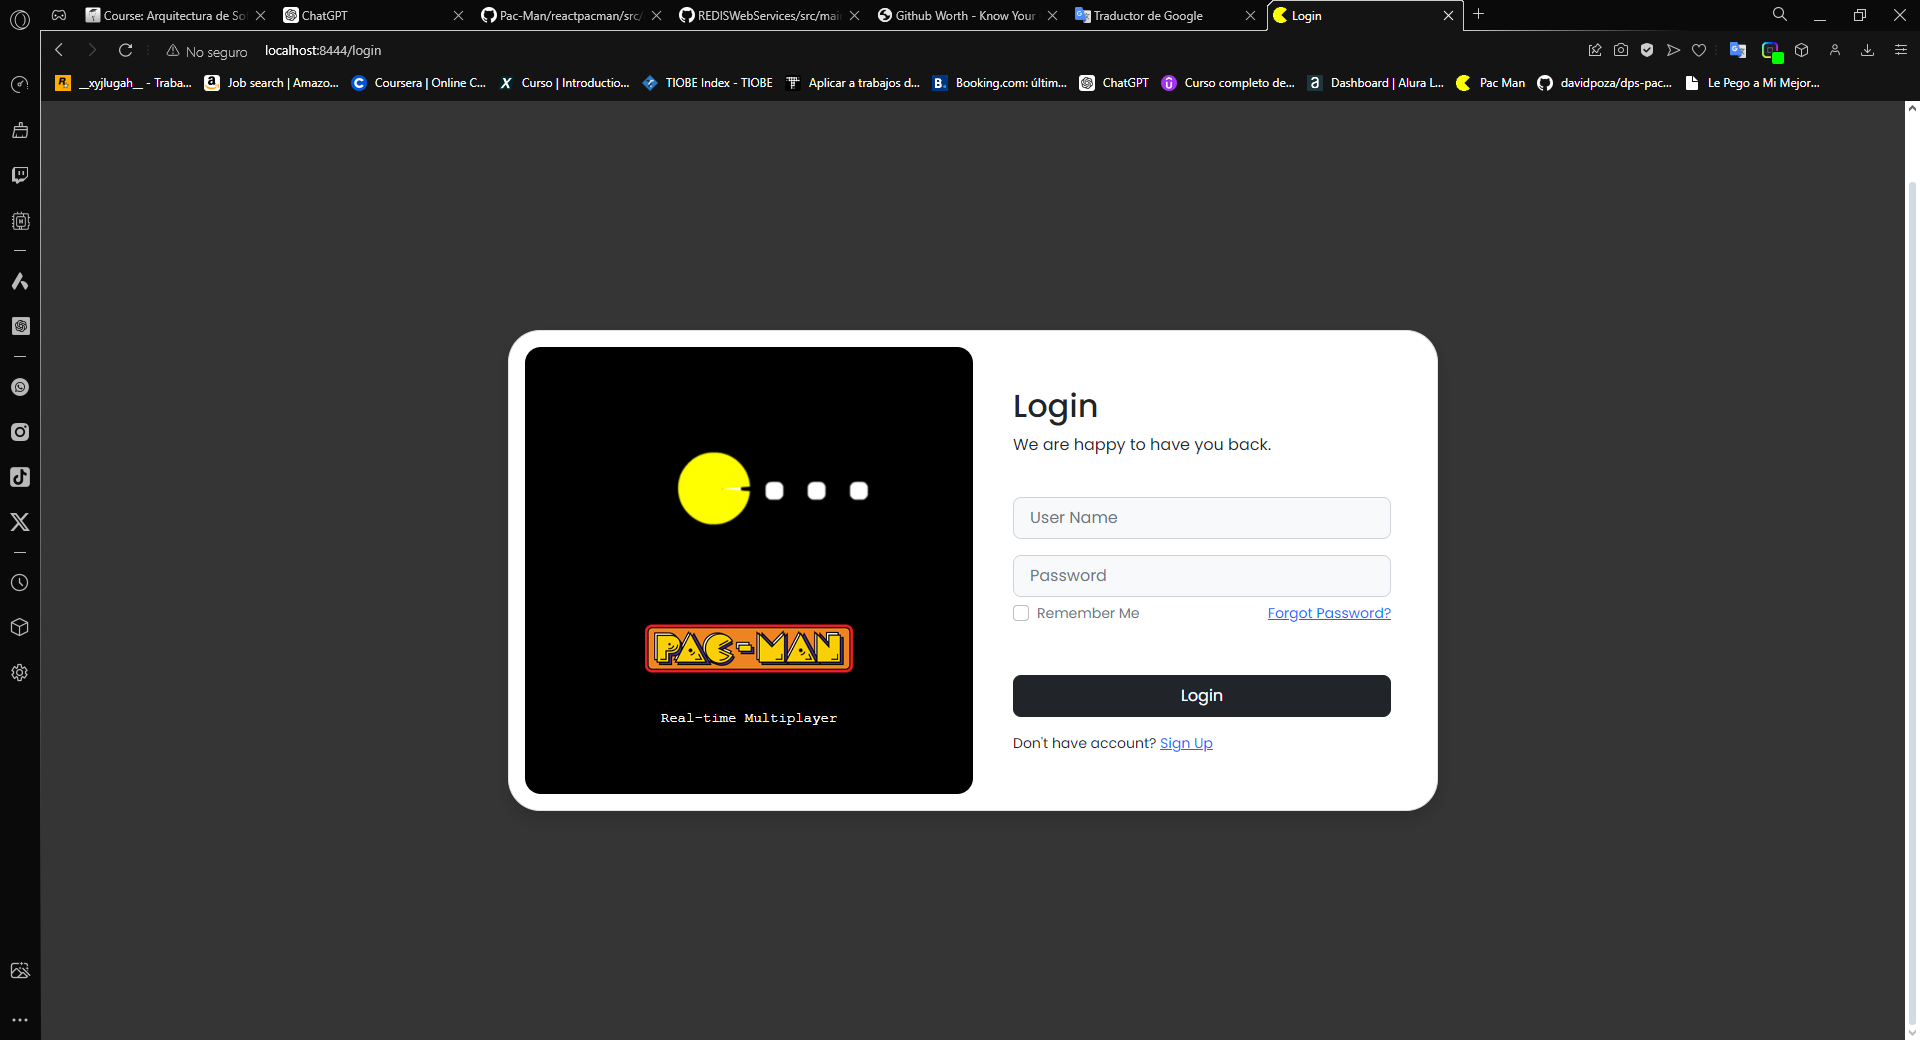 Course: Arquitectura de So
ChatGPT
Pac-Man/reactpacman/src/
REDISWebServices/src/mai
Github Worth - Know Your
Traductor de Google
Login
No seguro
localhost:8444/login
__xyjlugah__ - Traba...
Job search | Amazo...
Coursera | Online C...
Curso | Introductio...
TIOBE Index - TIOBE
Aplicar a trabajos d...
Booking.com: últim...
ChatGPT
Curso completo de...
Dashboard | Alura L...
Pac Man
davidpoza/dps-pac...
Le Pego a Mi Mejor...
PAC-MAN
Real-time Multiplayer
Login
We are happy to have you back.
User Name
Password
Remember Me
Forgot Password?
Login
Don't have account? Sign Up